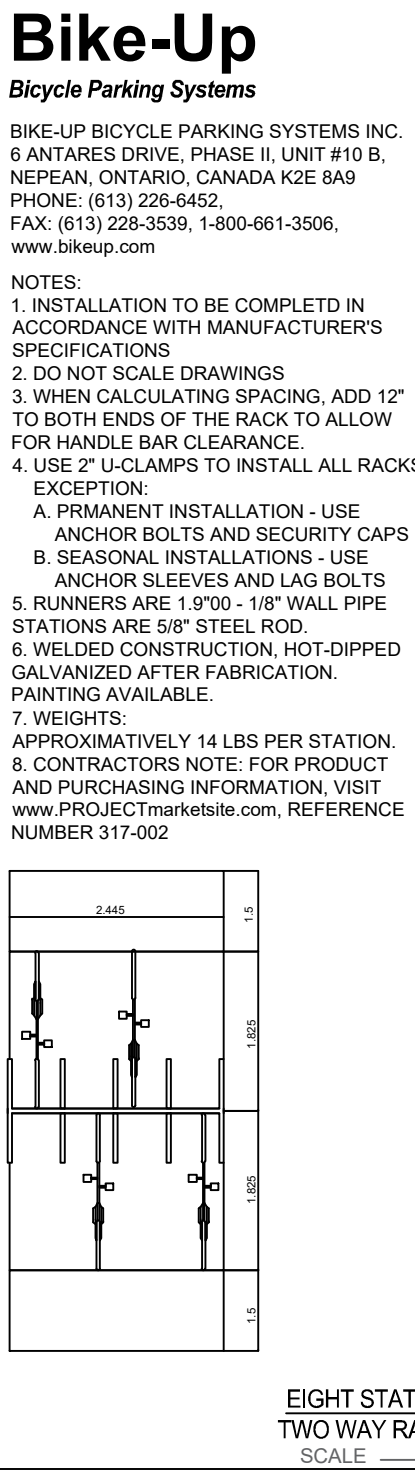 Bike-Up
Bicycle Parking Systems
BIKE-UP BICYCLE PARKING SYSTEMS INC.
6 ANTARES DRIVE, PHASE II, UNIT #10 B,
NEPEAN, ONTARIO, CANADA K2E 8A9
PHONE: (613) 226-6452,
FAX: (613) 228-3539, 1-800-661-3506,
www.bikeup.com
NOTES:
1. INSTALLATION TO BE COMPLETD IN
ACCORDANCE WITH MANUFACTURER'S
SPECIFICATIONS
2. DO NOT SCALE DRAWINGS
3. WHEN CALCULATING SPACING, ADD 12"
TO BOTH ENDS OF THE RACK TO ALLOW
FOR HANDLE BAR CLEARANCE.
4. USE 2" U-CLAMPS TO INSTALL ALL RACKS
EXCEPTION:
A. PRMANENT INSTALLATION - USE
ANCHOR BOLTS AND SECURITY CAPS
B. SEASONAL INSTALLATIONS - USE
ANCHOR SLEEVES AND LAG BOLTS
5. RUNNERS ARE 1.9"00 - 1/8" WALL PIPE
STATIONS ARE 5/8" STEEL ROD.
6. WELDED CONSTRUCTION, HOT-DIPPED
GALVANIZED AFTER FABRICATION.
PAINTING AVAILABLE.
7. WEIGHTS:
APPROXIMATIVELY 14 LBS PER STATION.
8. CONTRACTORS NOTE: FOR PRODUCT
AND PURCHASING INFORMATION, VISIT
www.PROJECTmarketsite.com, REFERENCE
NUMBER 317-002
2.445
1.5
1.825
1.825
1.5
EIGHT STAT
TWO WAY RA
SCALE